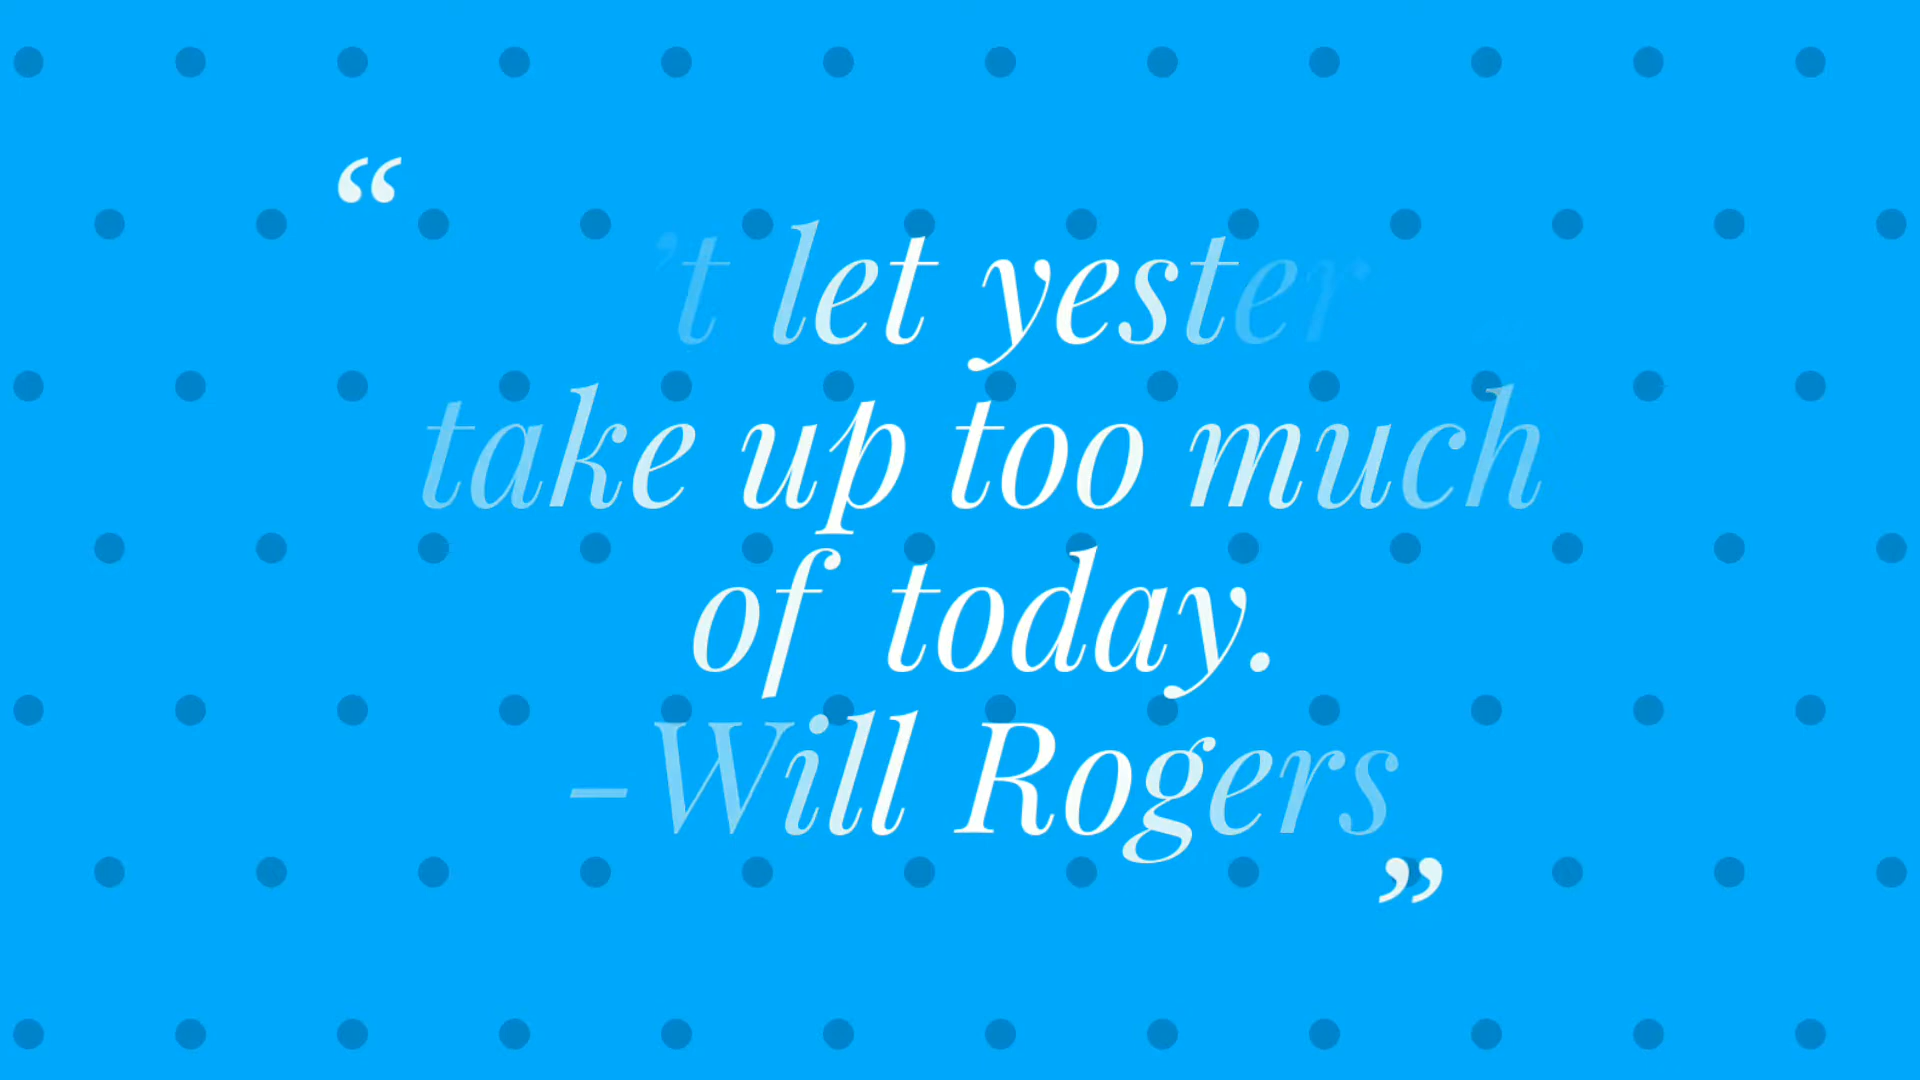 “
't let yester
take up too much
of today.
-Will Rogers
”